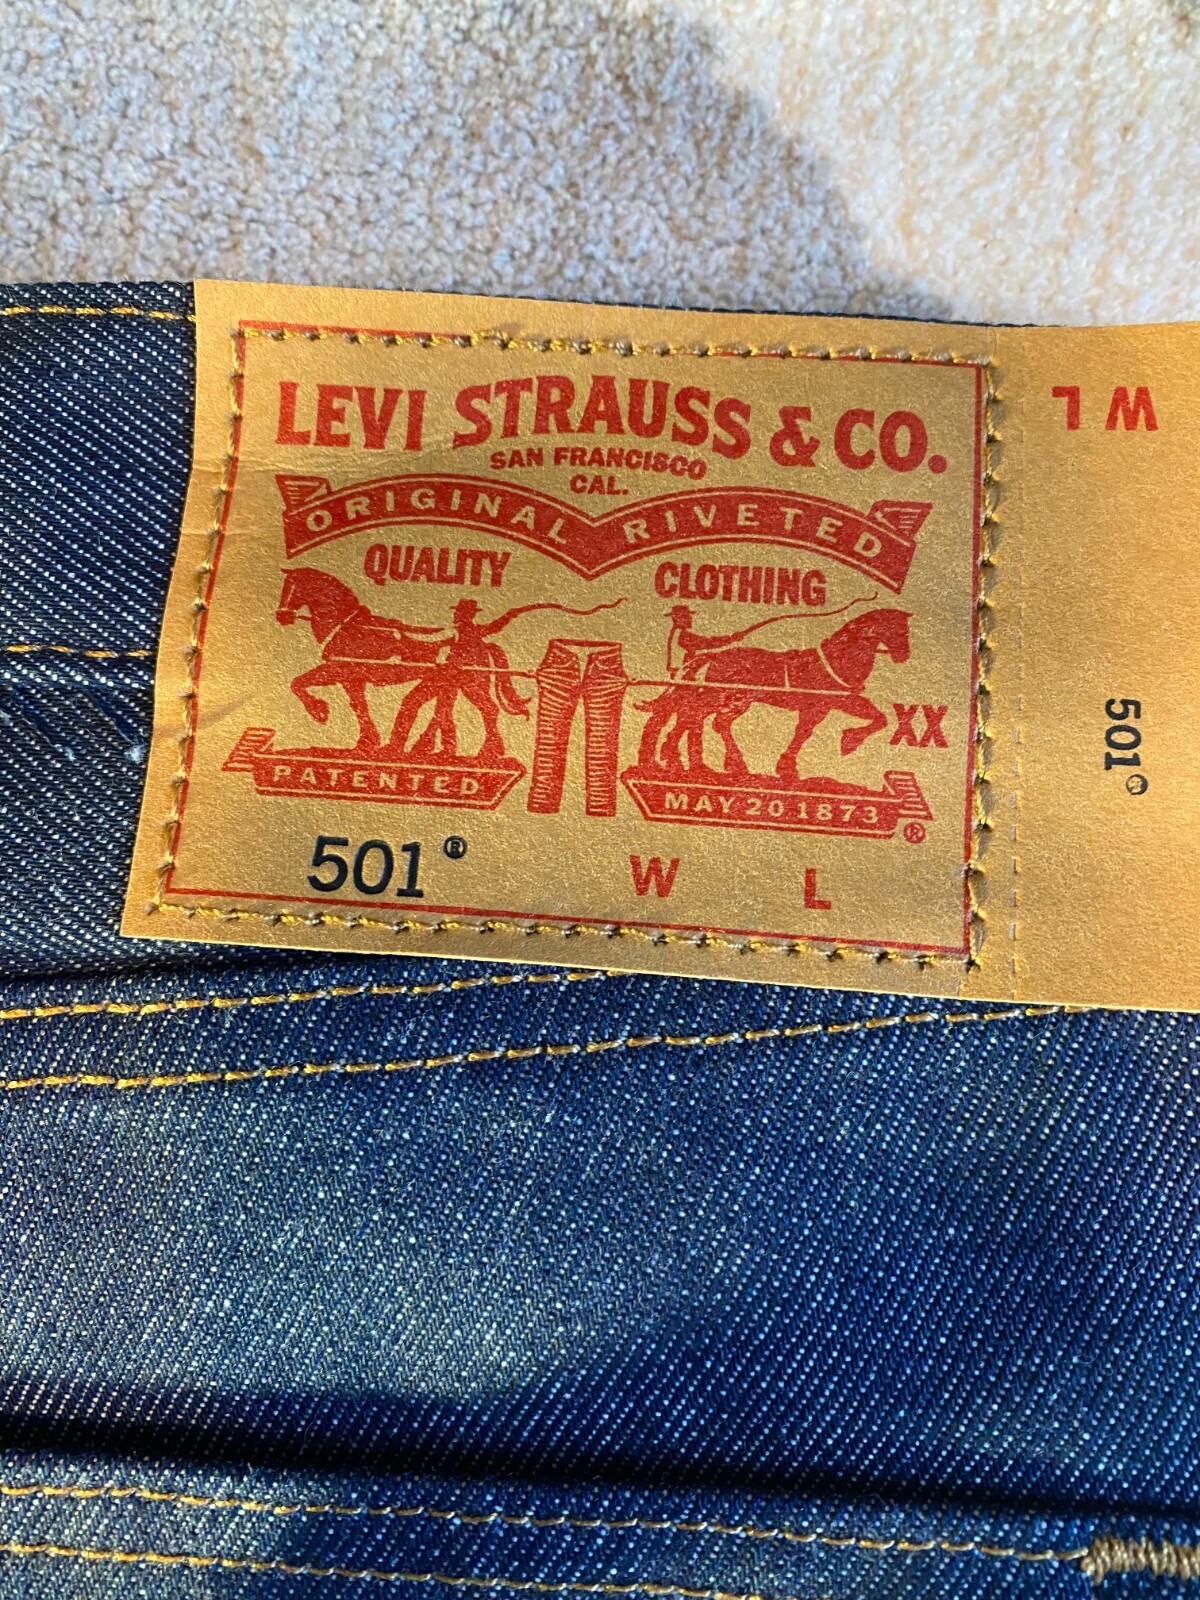 LEVI STRAUSS & CO.
SAN FRANCISCO
CAL.
ORIGINAL RIVETED
QUALITY CLOTHING
XX
PATENTED MAY 20 1873 ®
501® W L
W L
501®